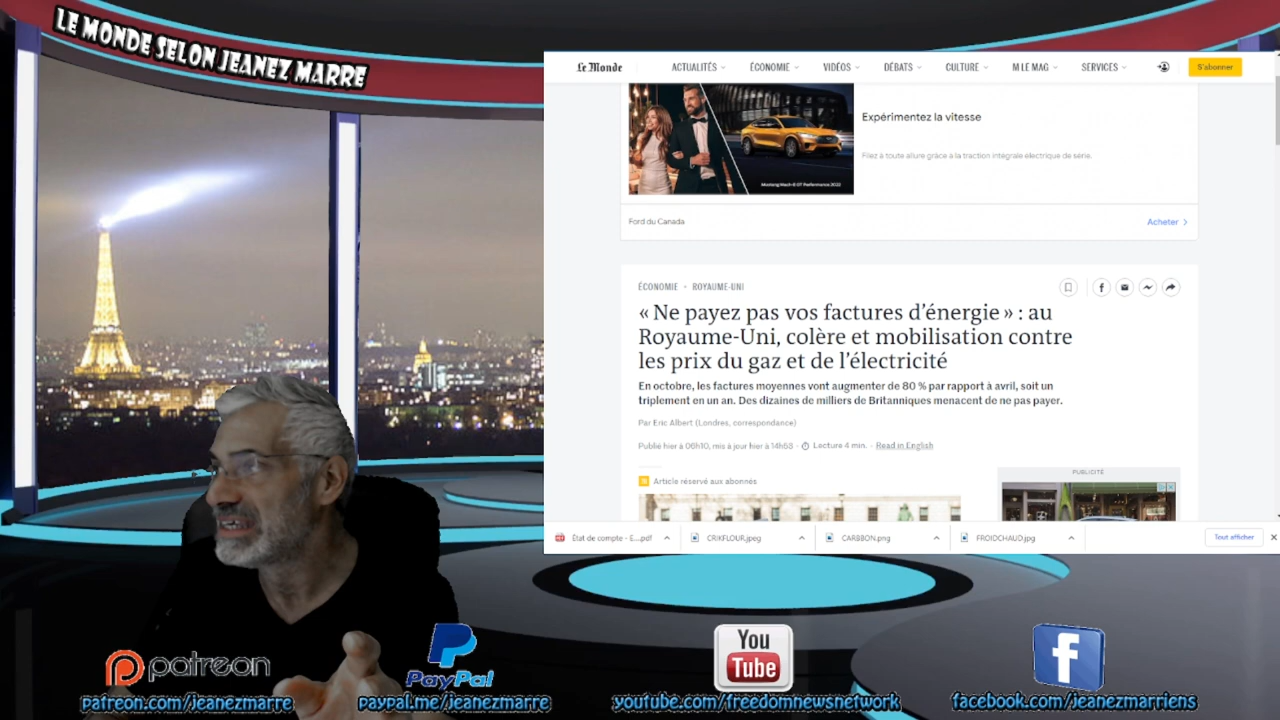 LE MONDE SELON JEANEZ MARRE
Le Monde
ACTUALITÉS
ÉCONOMIE
VIDÉOS
DÉBATS
CULTURE
M LE MAG
SERVICES
S'abonner
Expérimentez la vitesse
Filez à toute allure grâce à la traction intégrale électrique de série.
Ford du Canada
Acheter
ÉCONOMIE • ROYAUME-UNI
« Ne payez pas vos factures d'énergie » : au
Royaume-Uni, colère et mobilisation contre
les prix du gaz et de l'électricité
En octobre, les factures moyennes vont augmenter de 80 % par rapport à avril, soit un
triplement en un an. Des dizaines de milliers de Britanniques menacent de ne pas payer.
Par Eric Albert (Londres, correspondance)
Publié hier à 06h10, mis à jour hier à 14h53 • Lecture 4 min. • Read in English
Article réservé aux abonnés
PUBLICITÉ
État de compte - E....pdf
CRIKFLOUR.jpeg
CARBBON.png
FROIDCHAUD.jpg
Tout afficher
patreon
PayPal
You
Tube
patreon.com/jeanezmarre
paypal.me/jeanezmarre
youtube.com/freedomnewsnetwork
facebook.com/jeanezmarriens